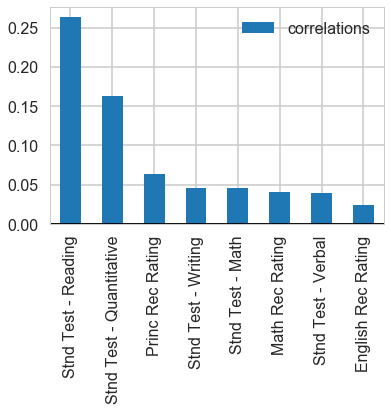 0.25
0.20
0.15
0.10
0.05
0.00
correlations
Stnd Test - Reading
Stnd Test - Quantitative
Princ Rec Rating
Stnd Test - Writing
Stnd Test - Math
Math Rec Rating
Stnd Test - Verbal
English Rec Rating